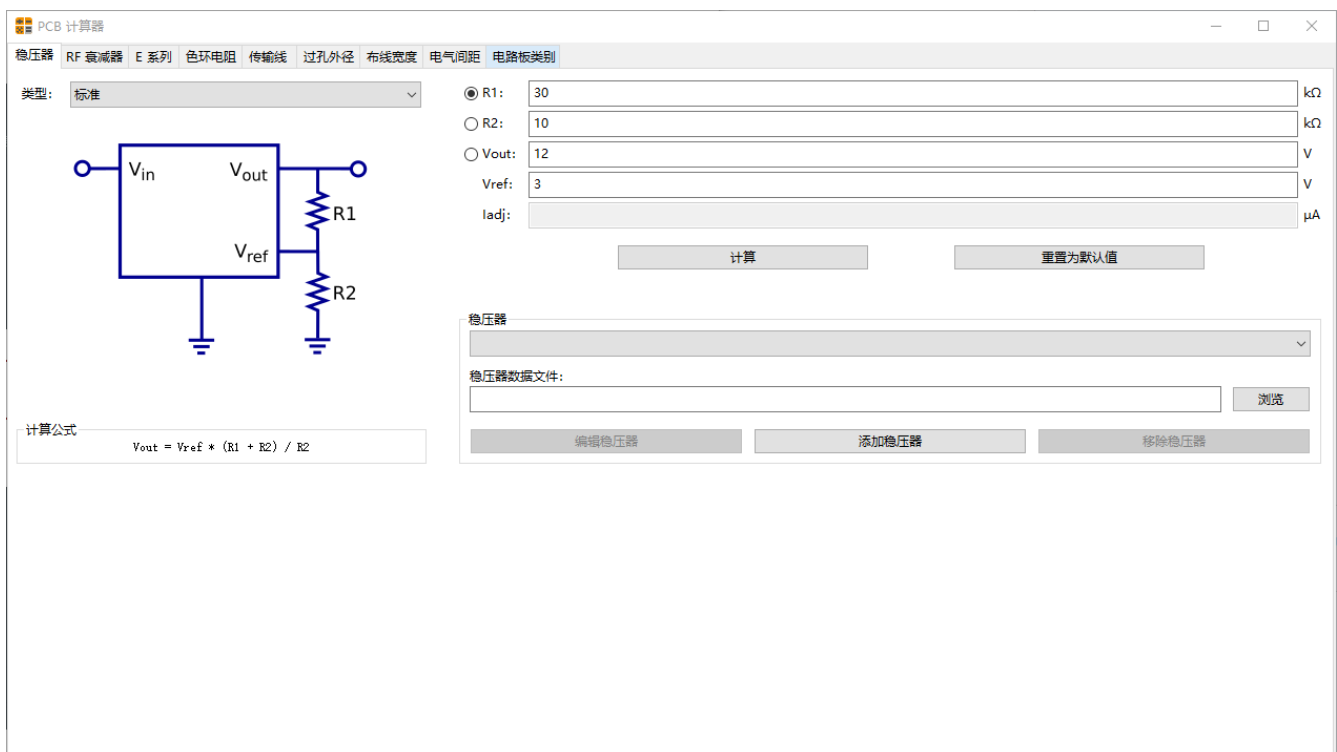 PCB 计算器
稳压器 RF 衰减器 E 系列 色环电阻 传输线 过孔外径 布线宽度 电气间距 电路板类别
类型: 标准
Vin
Vout
R1
Vref
R2
计算公式
Vout = Vref * (R1 + R2) / R2
R1: 30 kΩ
R2: 10 kΩ
Vout: 12 V
Vref: 3 V
Iadj: μA
计算 重置为默认值
稳压器
稳压器数据文件:
浏览
编辑稳压器 添加稳压器 移除稳压器